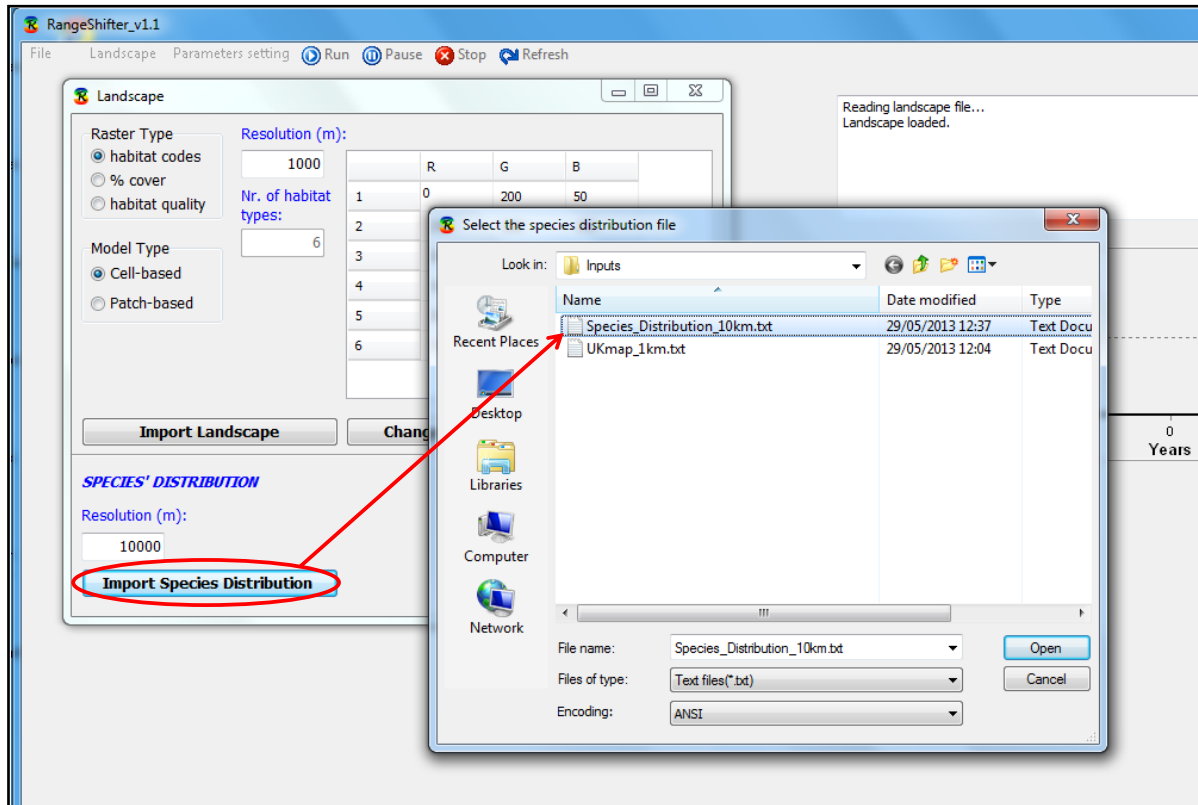 RangeShifter_v1.1
File Landscape Parameters setting Run Pause Stop Refresh
Landscape
Reading landscape file...
Landscape loaded.
Raster Type
habitat codes
% cover
habitat quality
Resolution (m):
1000
Nr. of habitat
types:
6
R G B
1 0 200 50
2
3
4
5
6
Model Type
Cell-based
Patch-based
Import Landscape
Chang
SPECIES' DISTRIBUTION
Resolution (m):
10000
Import Species Distribution
Select the species distribution file
Look in: Inputs
Name Date modified Type
Species_Distribution_10km.txt 29/05/2013 12:37 Text Docu
UKmap_1km.txt 29/05/2013 12:04 Text Docu
Recent Places
Desktop
Libraries
Computer
Network
File name: Species_Distribution_10km.txt Open
Files of type: Text files(*.txt) Cancel
Encoding: ANSI
0
Years